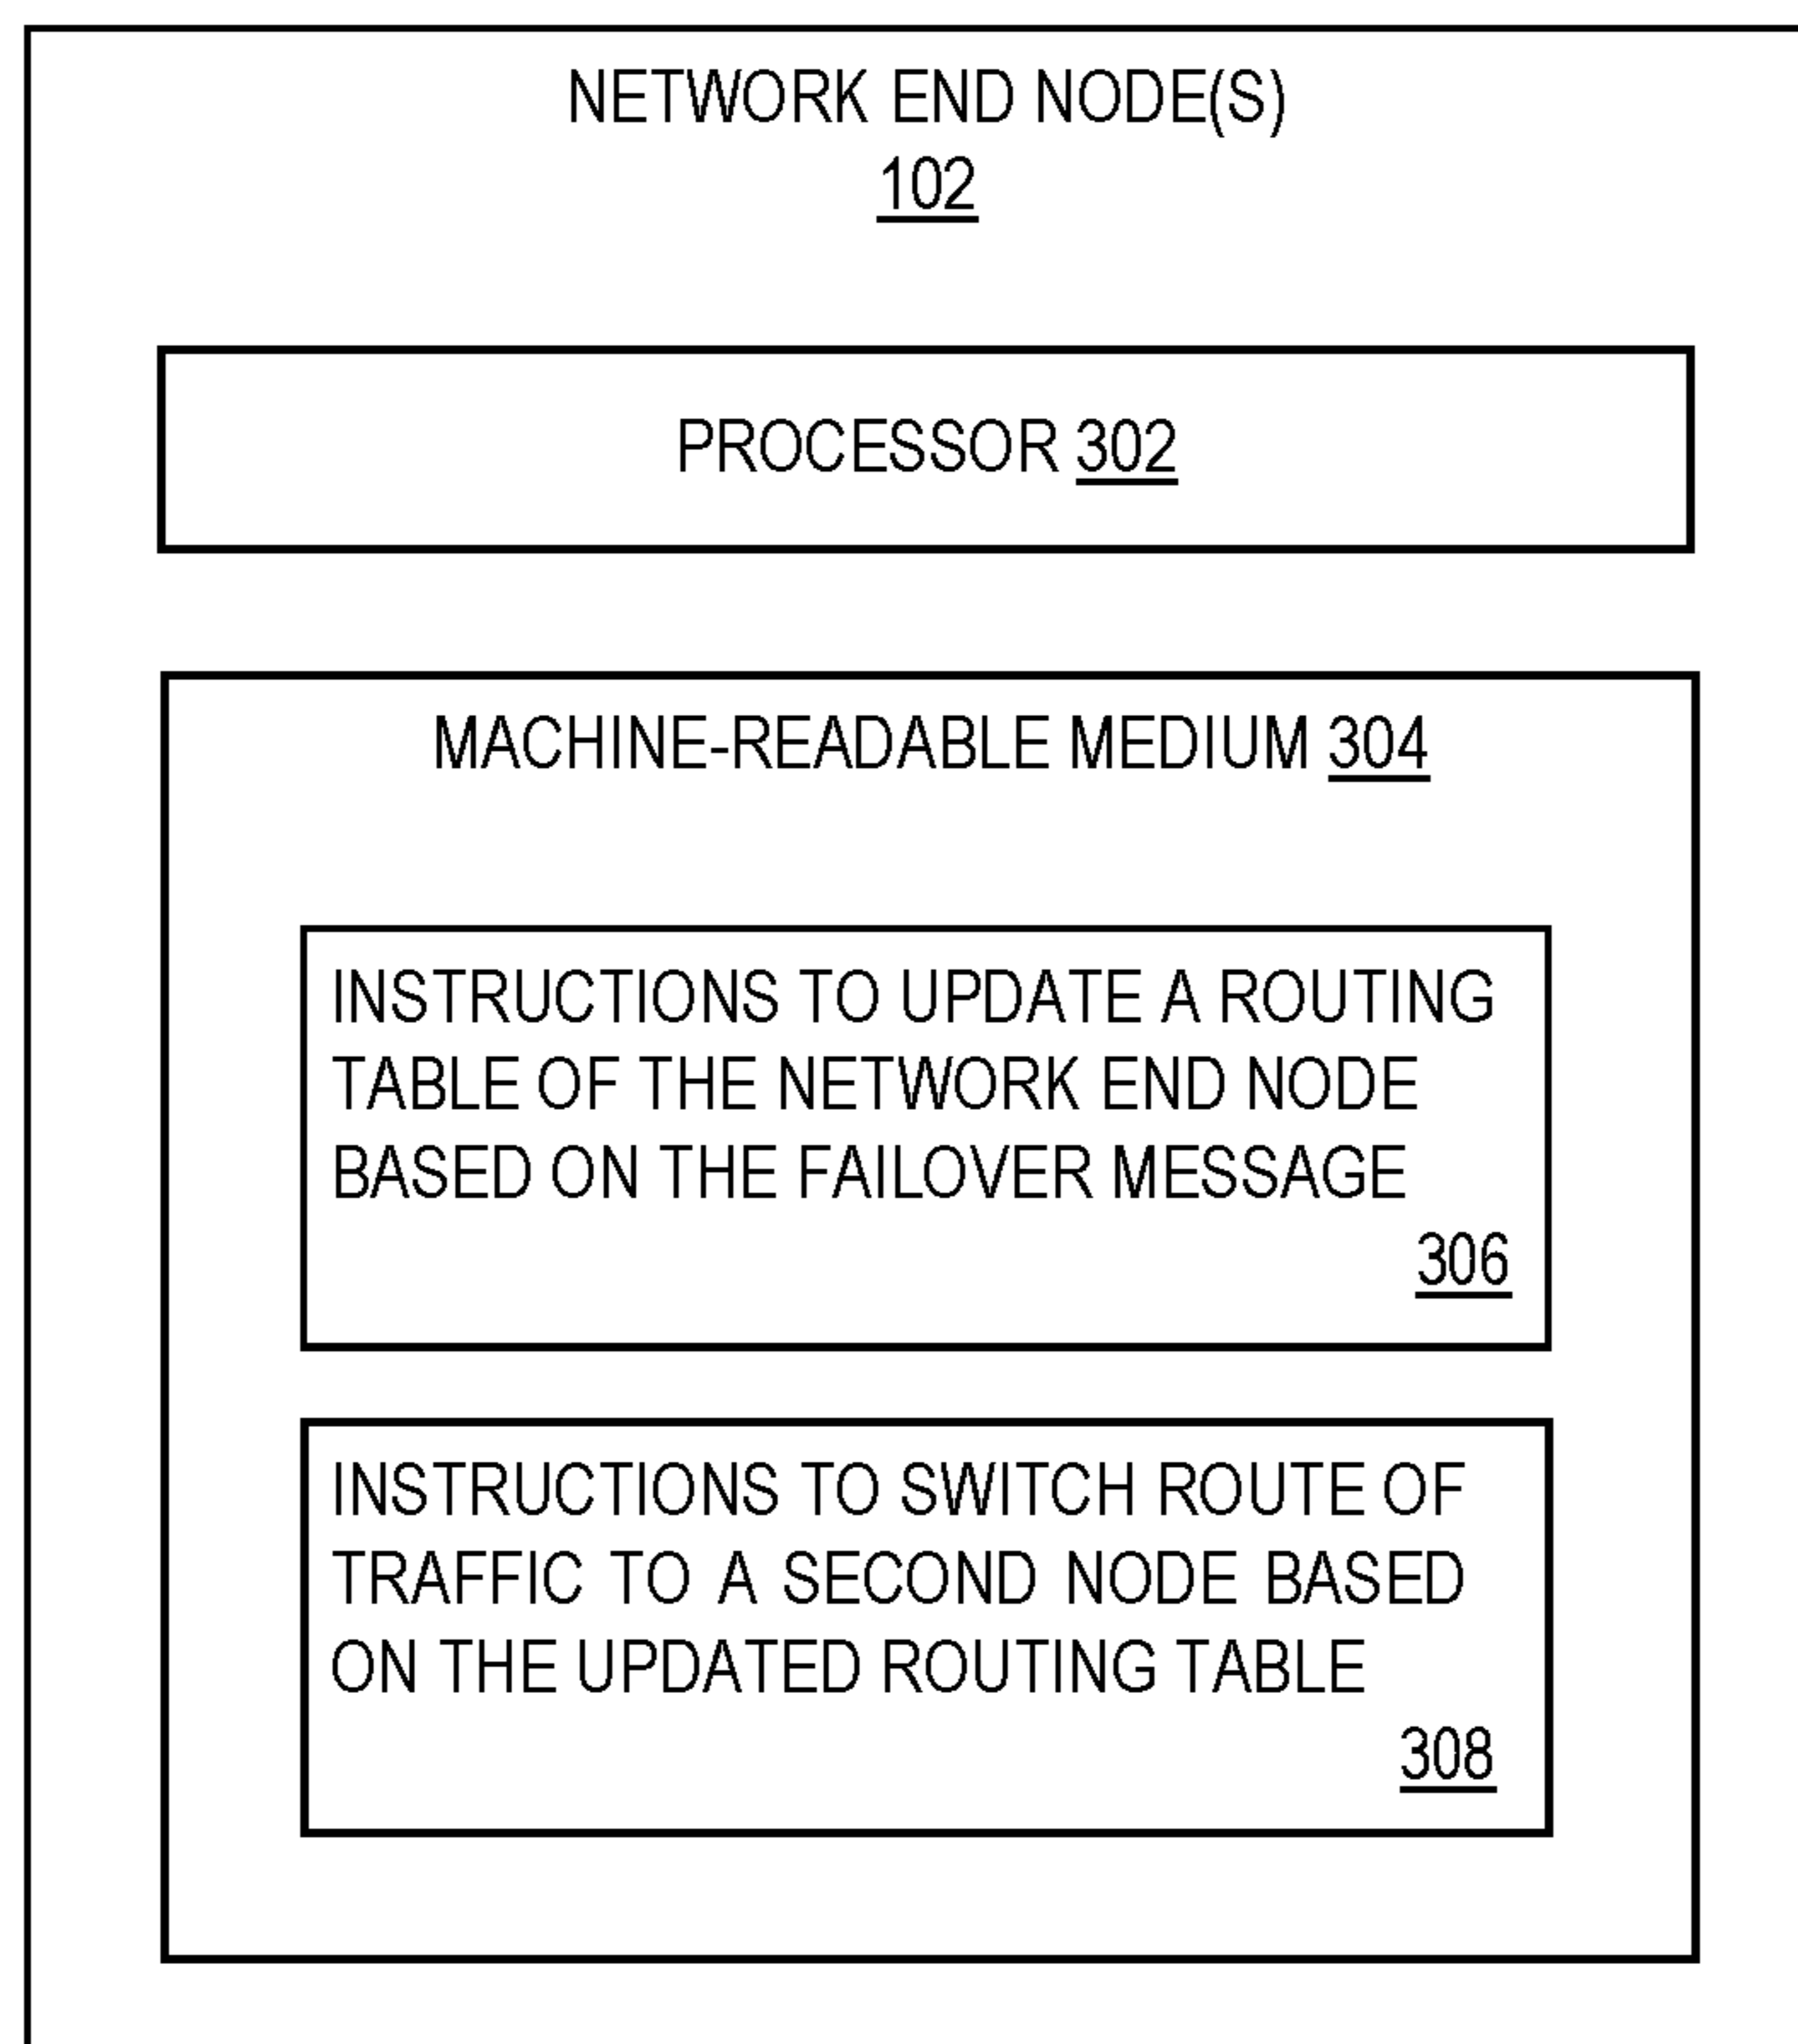 NETWORK END NODE(S)
102
PROCESSOR 302
MACHINE-READABLE MEDIUM 304
INSTRUCTIONS TO UPDATE A ROUTING
TABLE OF THE NETWORK END NODE
BASED ON THE FAILOVER MESSAGE
306
INSTRUCTIONS TO SWITCH ROUTE OF
TRAFFIC TO A SECOND NODE BASED
ON THE UPDATED ROUTING TABLE
308